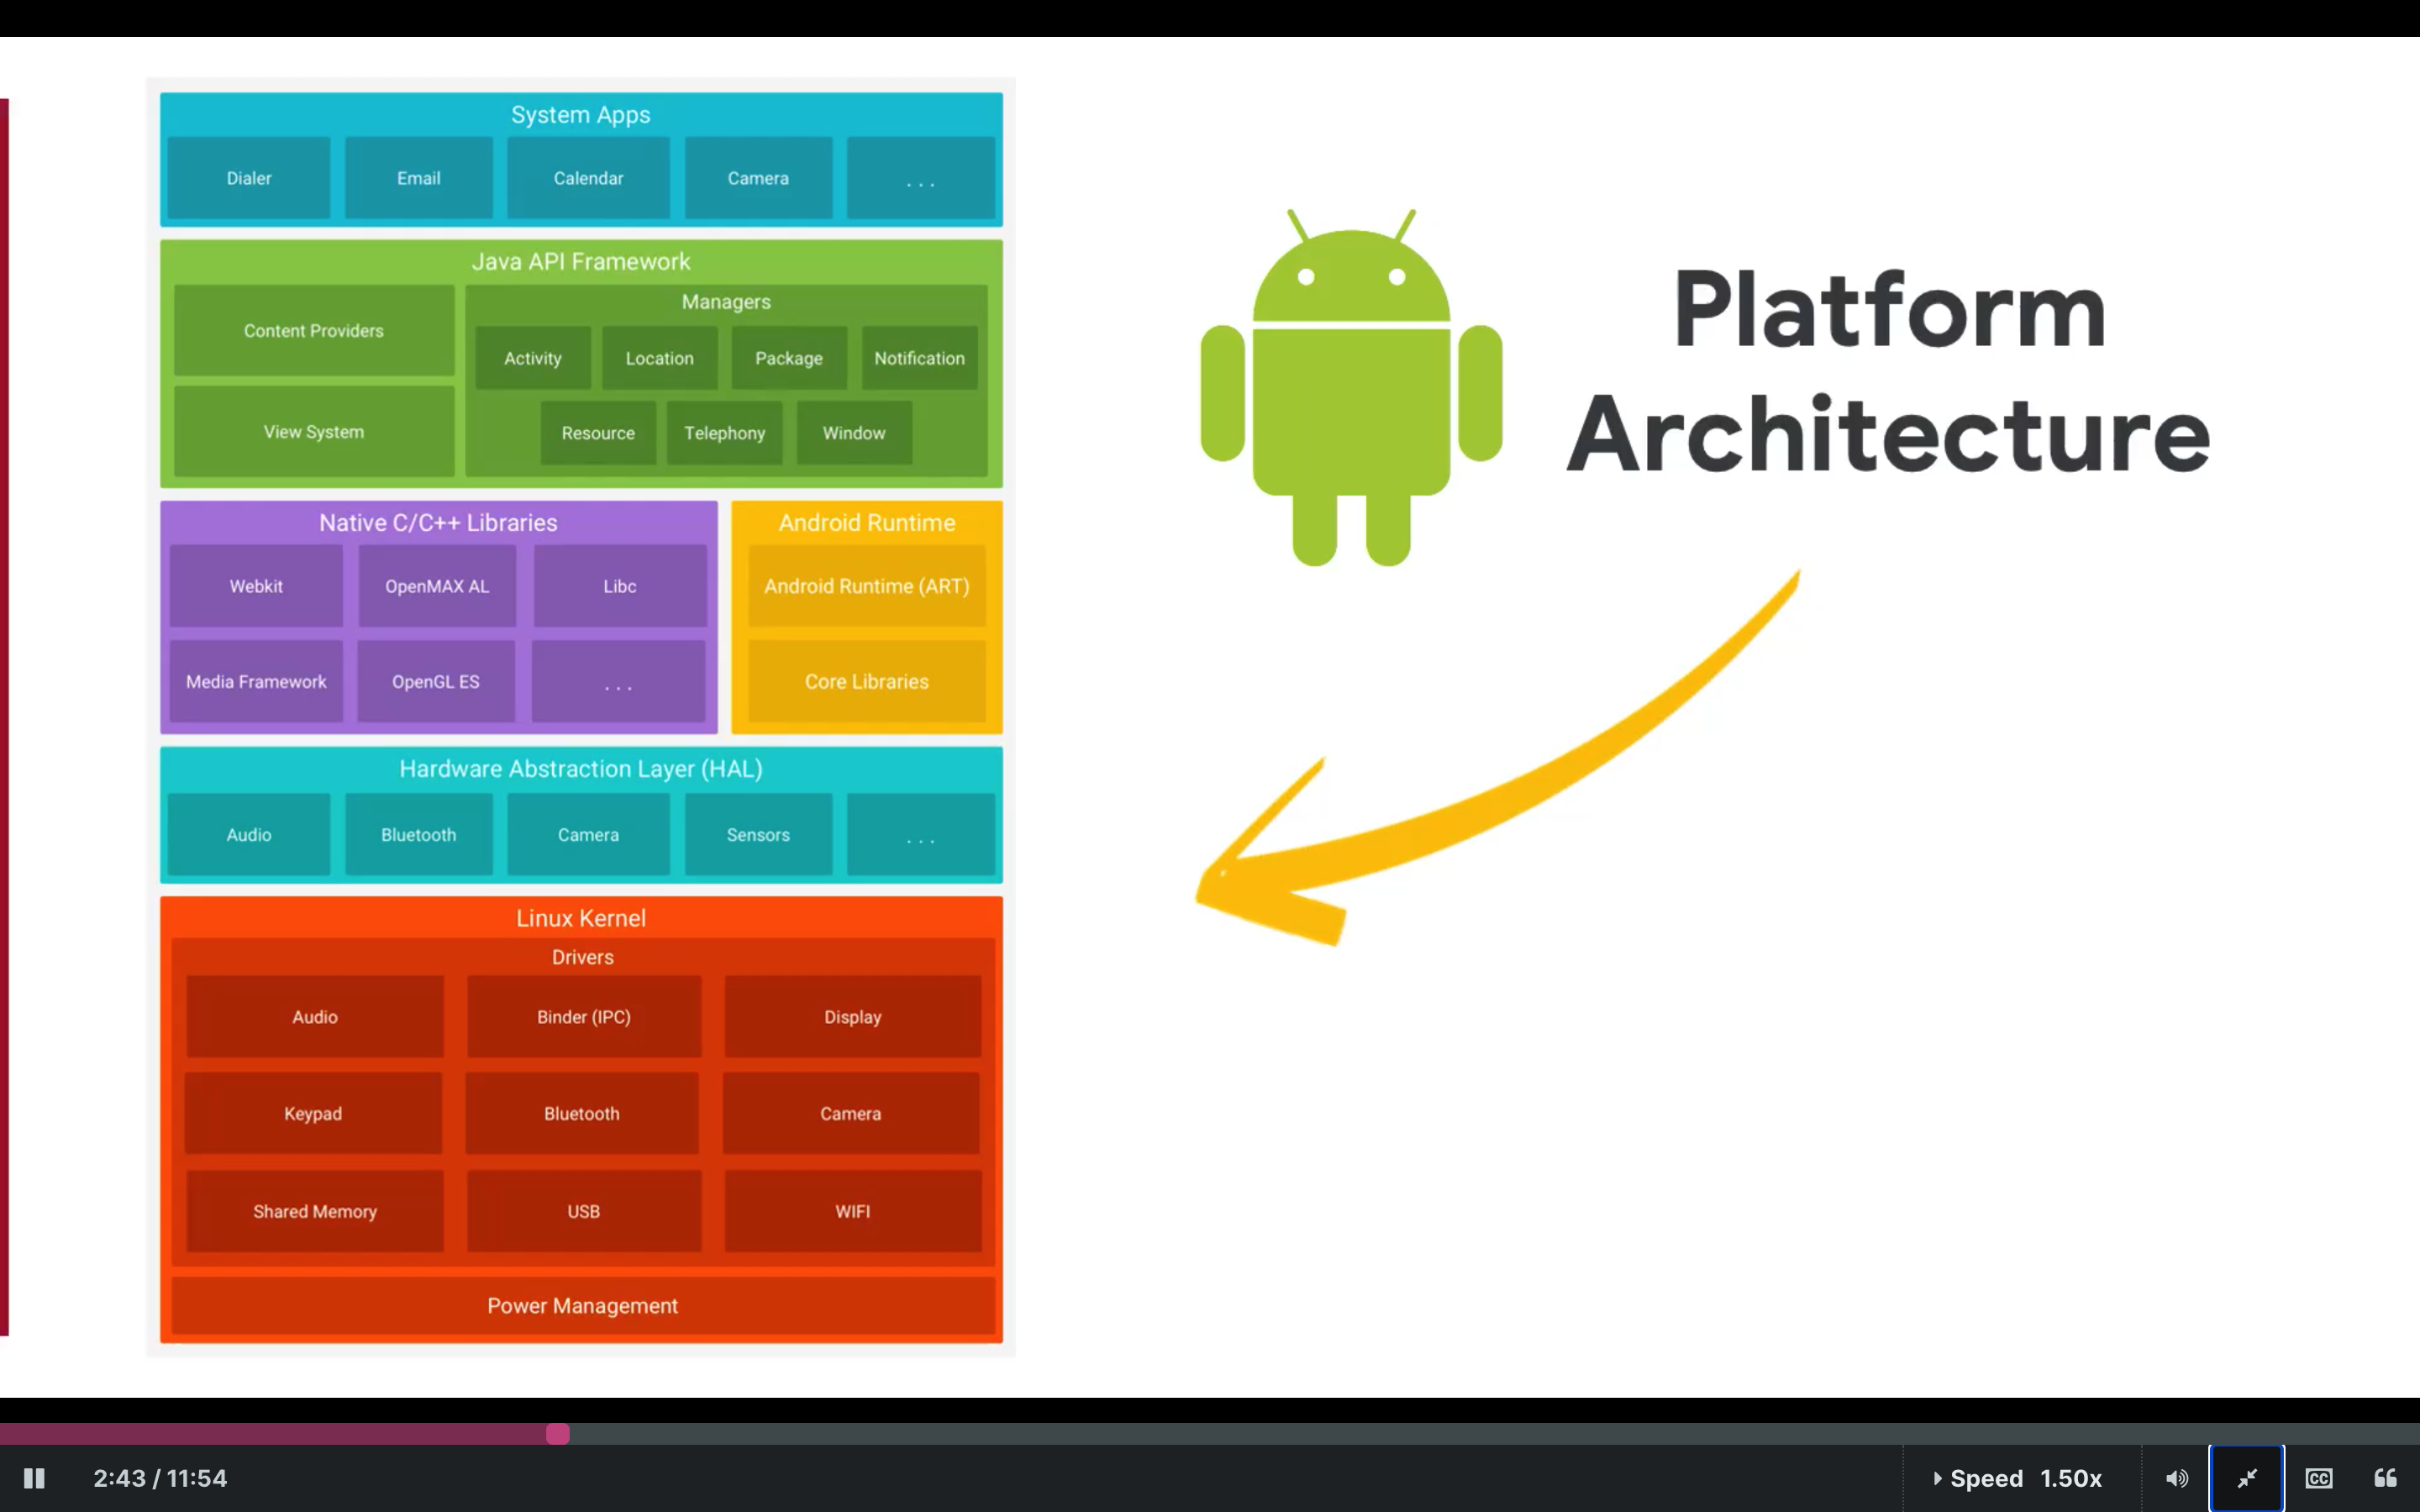 System Apps
Dialer
Email
Calendar
Camera
. . .
Java API Framework
Content Providers
View System
Managers
Activity
Location
Package
Notification
Resource
Telephony
Window
Native C/C++ Libraries
Webkit
OpenMAX AL
Libc
Media Framework
OpenGL ES
. . .
Android Runtime
Android Runtime (ART)
Core Libraries
Hardware Abstraction Layer (HAL)
Audio
Bluetooth
Camera
Sensors
. . .
Linux Kernel
Drivers
Audio
Binder (IPC)
Display
Keypad
Bluetooth
Camera
Shared Memory
USB
WIFI
Power Management
Platform
Architecture
2:43 / 11:54
Speed 1.50x
CC